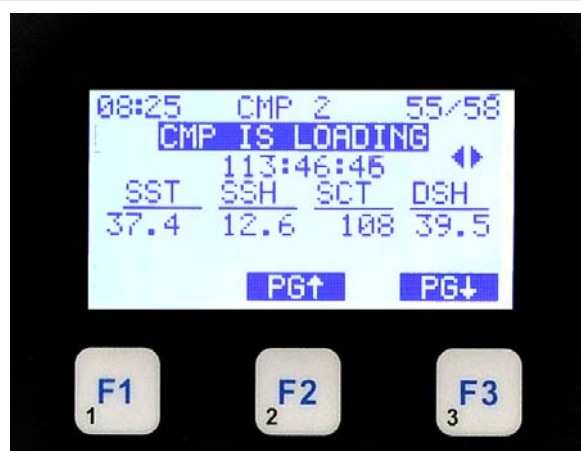 08:25 CMP 2 55/58
CMP IS LOADING
113:46:45
SST SSH SCT DSH
37.4 12.6 108 39.5
PG↑ PG↓
F1 F2 F3
1 2 3